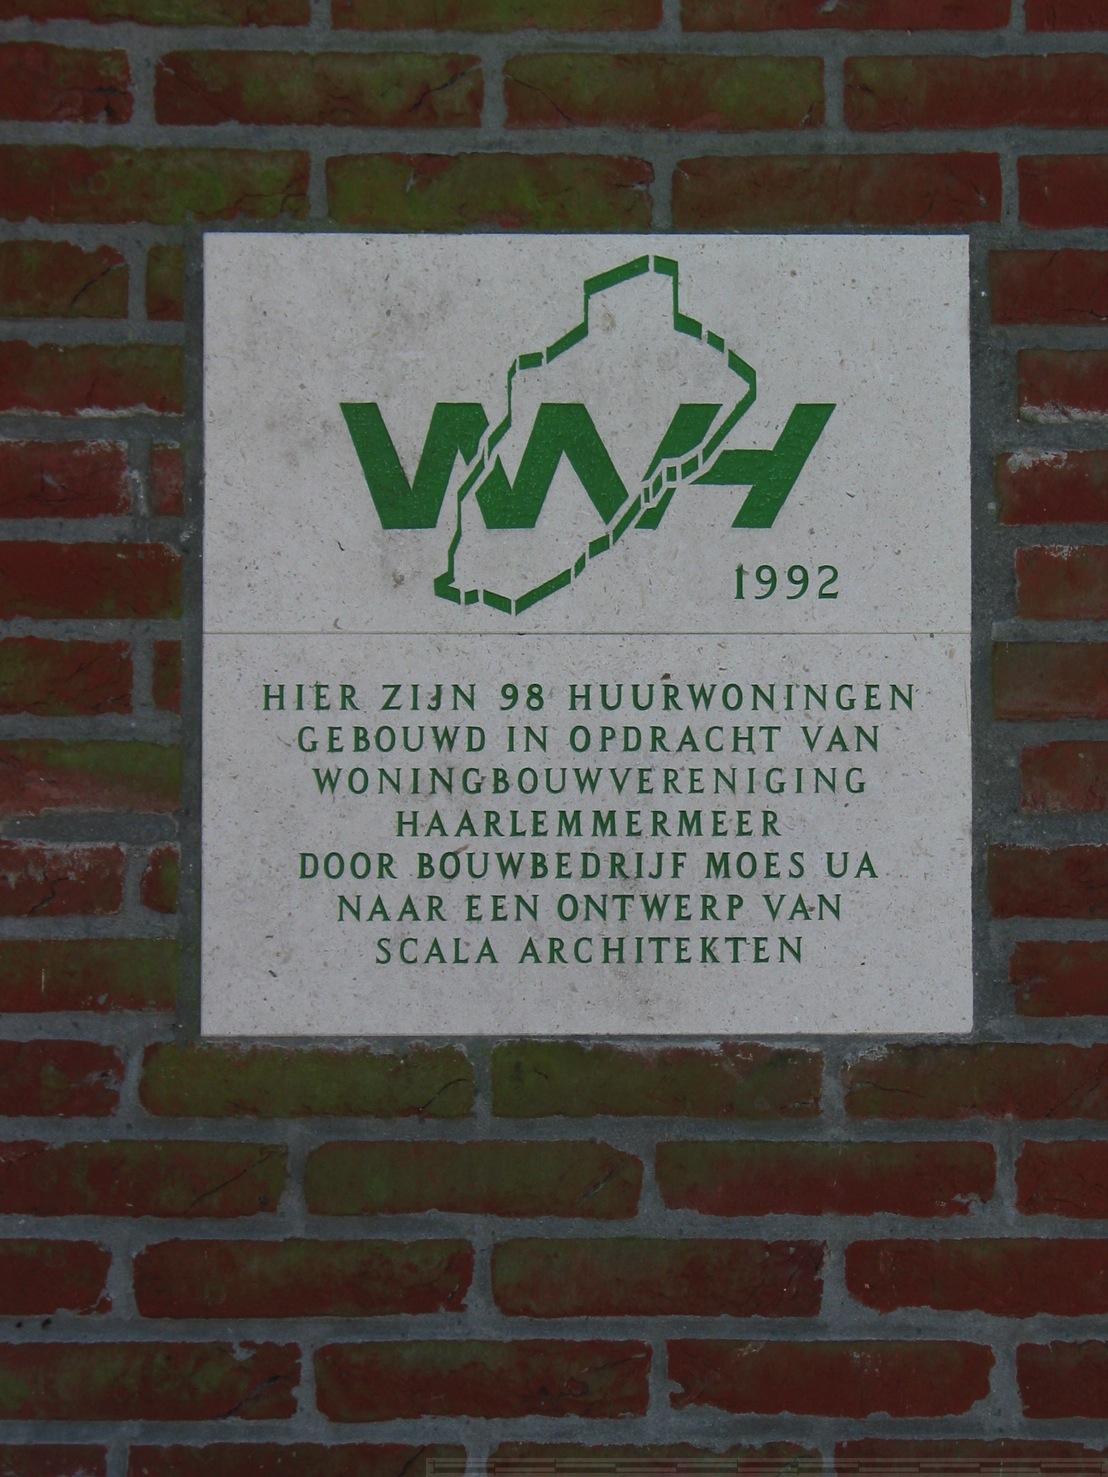 WVH
1992
HIER ZIJN 98 HUURWONINGEN
GEBOUWD IN OPDRACHT VAN
WONINGBOUWVERENIGING
HAARLEMMERMEER
DOOR BOUWBEDRIJF MOES UA
NAAR EEN ONTWERP VAN
SCALA ARCHITEKTEN